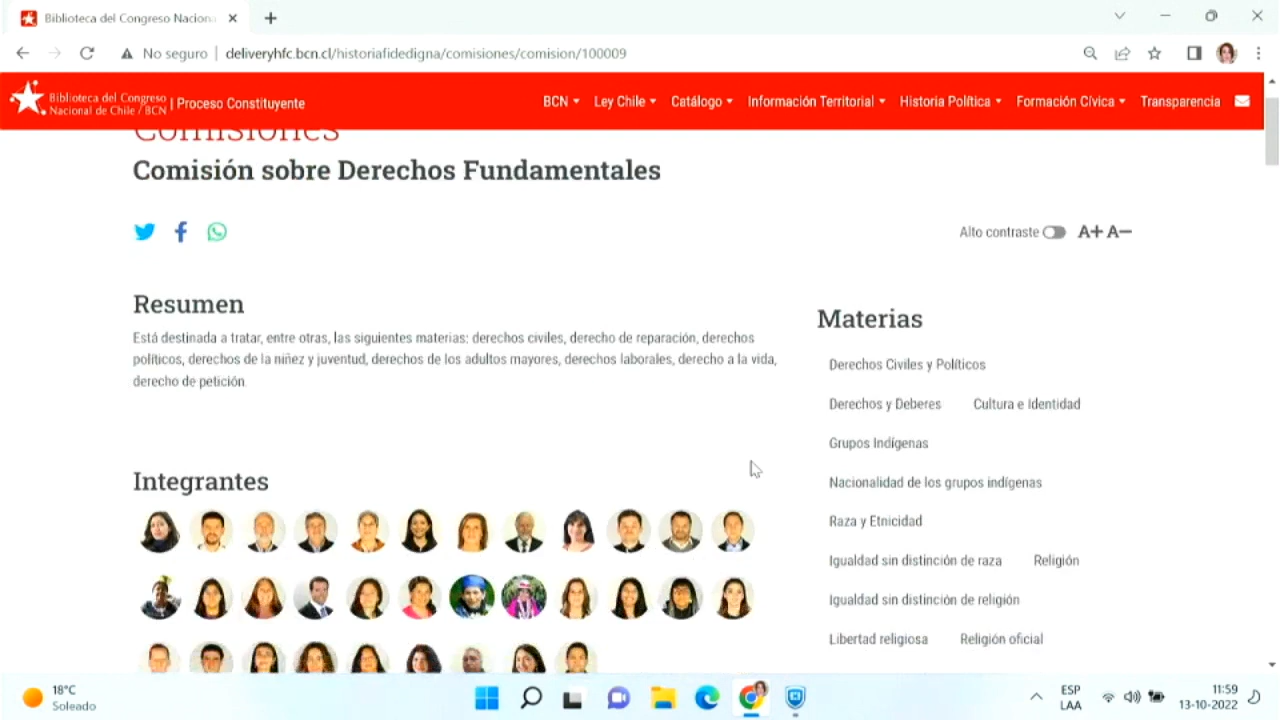 Biblioteca del Congreso Naciona
No seguro | deliveryhfc.bcn.cl/historiafidedigna/comisiones/comision/100009
Biblioteca del Congreso
Nacional de Chile / BCN
| Proceso Constituyente
BCN
Ley Chile
Catálogo
Información Territorial
Historia Política
Formación Cívica
Transparencia
Comisiones
Comisión sobre Derechos Fundamentales
Alto contraste
A+ A−
Resumen
Está destinada a tratar, entre otras, las siguientes materias: derechos civiles, derecho de reparación, derechos
políticos, derechos de la niñez y juventud, derechos de los adultos mayores, derechos laborales, derecho a la vida,
derecho de petición
Integrantes
Materias
Derechos Civiles y Políticos
Derechos y Deberes Cultura e Identidad
Grupos Indígenas
Nacionalidad de los grupos indígenas
Raza y Etnicidad
Igualdad sin distinción de raza Religión
Igualdad sin distinción de religión
Libertad religiosa Religión oficial
18°C
Soleado
ESP
LAA
11:59
13-10-2022